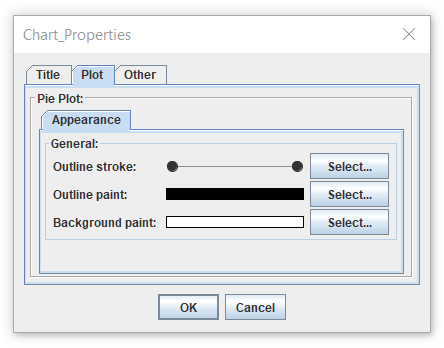 Chart_Properties
Title Plot Other
Pie Plot:
Appearance
General:
Outline stroke: Select...
Outline paint: Select...
Background paint: Select...
OK Cancel